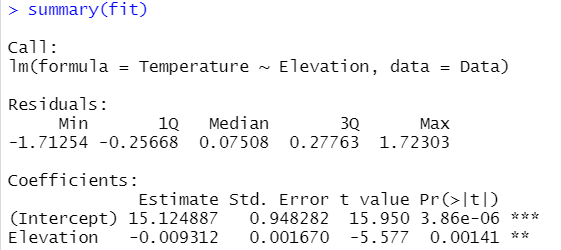 > summary(fit)
Call:
lm(formula = Temperature ~ Elevation, data = Data)
Residuals:
     Min       1Q   Median       3Q      Max
-1.71254 -0.25668  0.07508  0.27763  1.72303
Coefficients:
             Estimate Std. Error t value Pr(>|t|)
(Intercept) 15.124887   0.948282  15.950 3.86e-06 ***
Elevation   -0.009312   0.001670  -5.577  0.00141 **